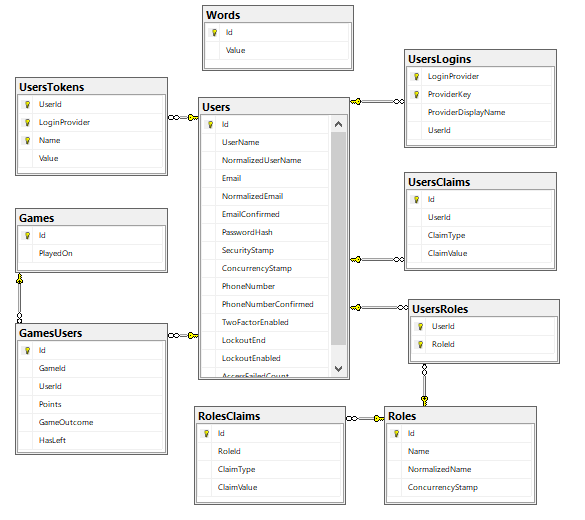 Words
Id
Value
UsersTokens
UserId
LoginProvider
Name
Value
Users
Id
UserName
NormalizedUserName
Email
NormalizedEmail
EmailConfirmed
PasswordHash
SecurityStamp
ConcurrencyStamp
PhoneNumber
PhoneNumberConfirmed
TwoFactorEnabled
LockoutEnd
LockoutEnabled
AccessFailedCount
UsersLogins
LoginProvider
ProviderKey
ProviderDisplayName
UserId
UsersClaims
Id
UserId
ClaimType
ClaimValue
Games
Id
PlayedOn
GamesUsers
Id
GameId
UserId
Points
GameOutcome
HasLeft
UsersRoles
UserId
RoleId
RolesClaims
Id
RoleId
ClaimType
ClaimValue
Roles
Id
Name
NormalizedName
ConcurrencyStamp